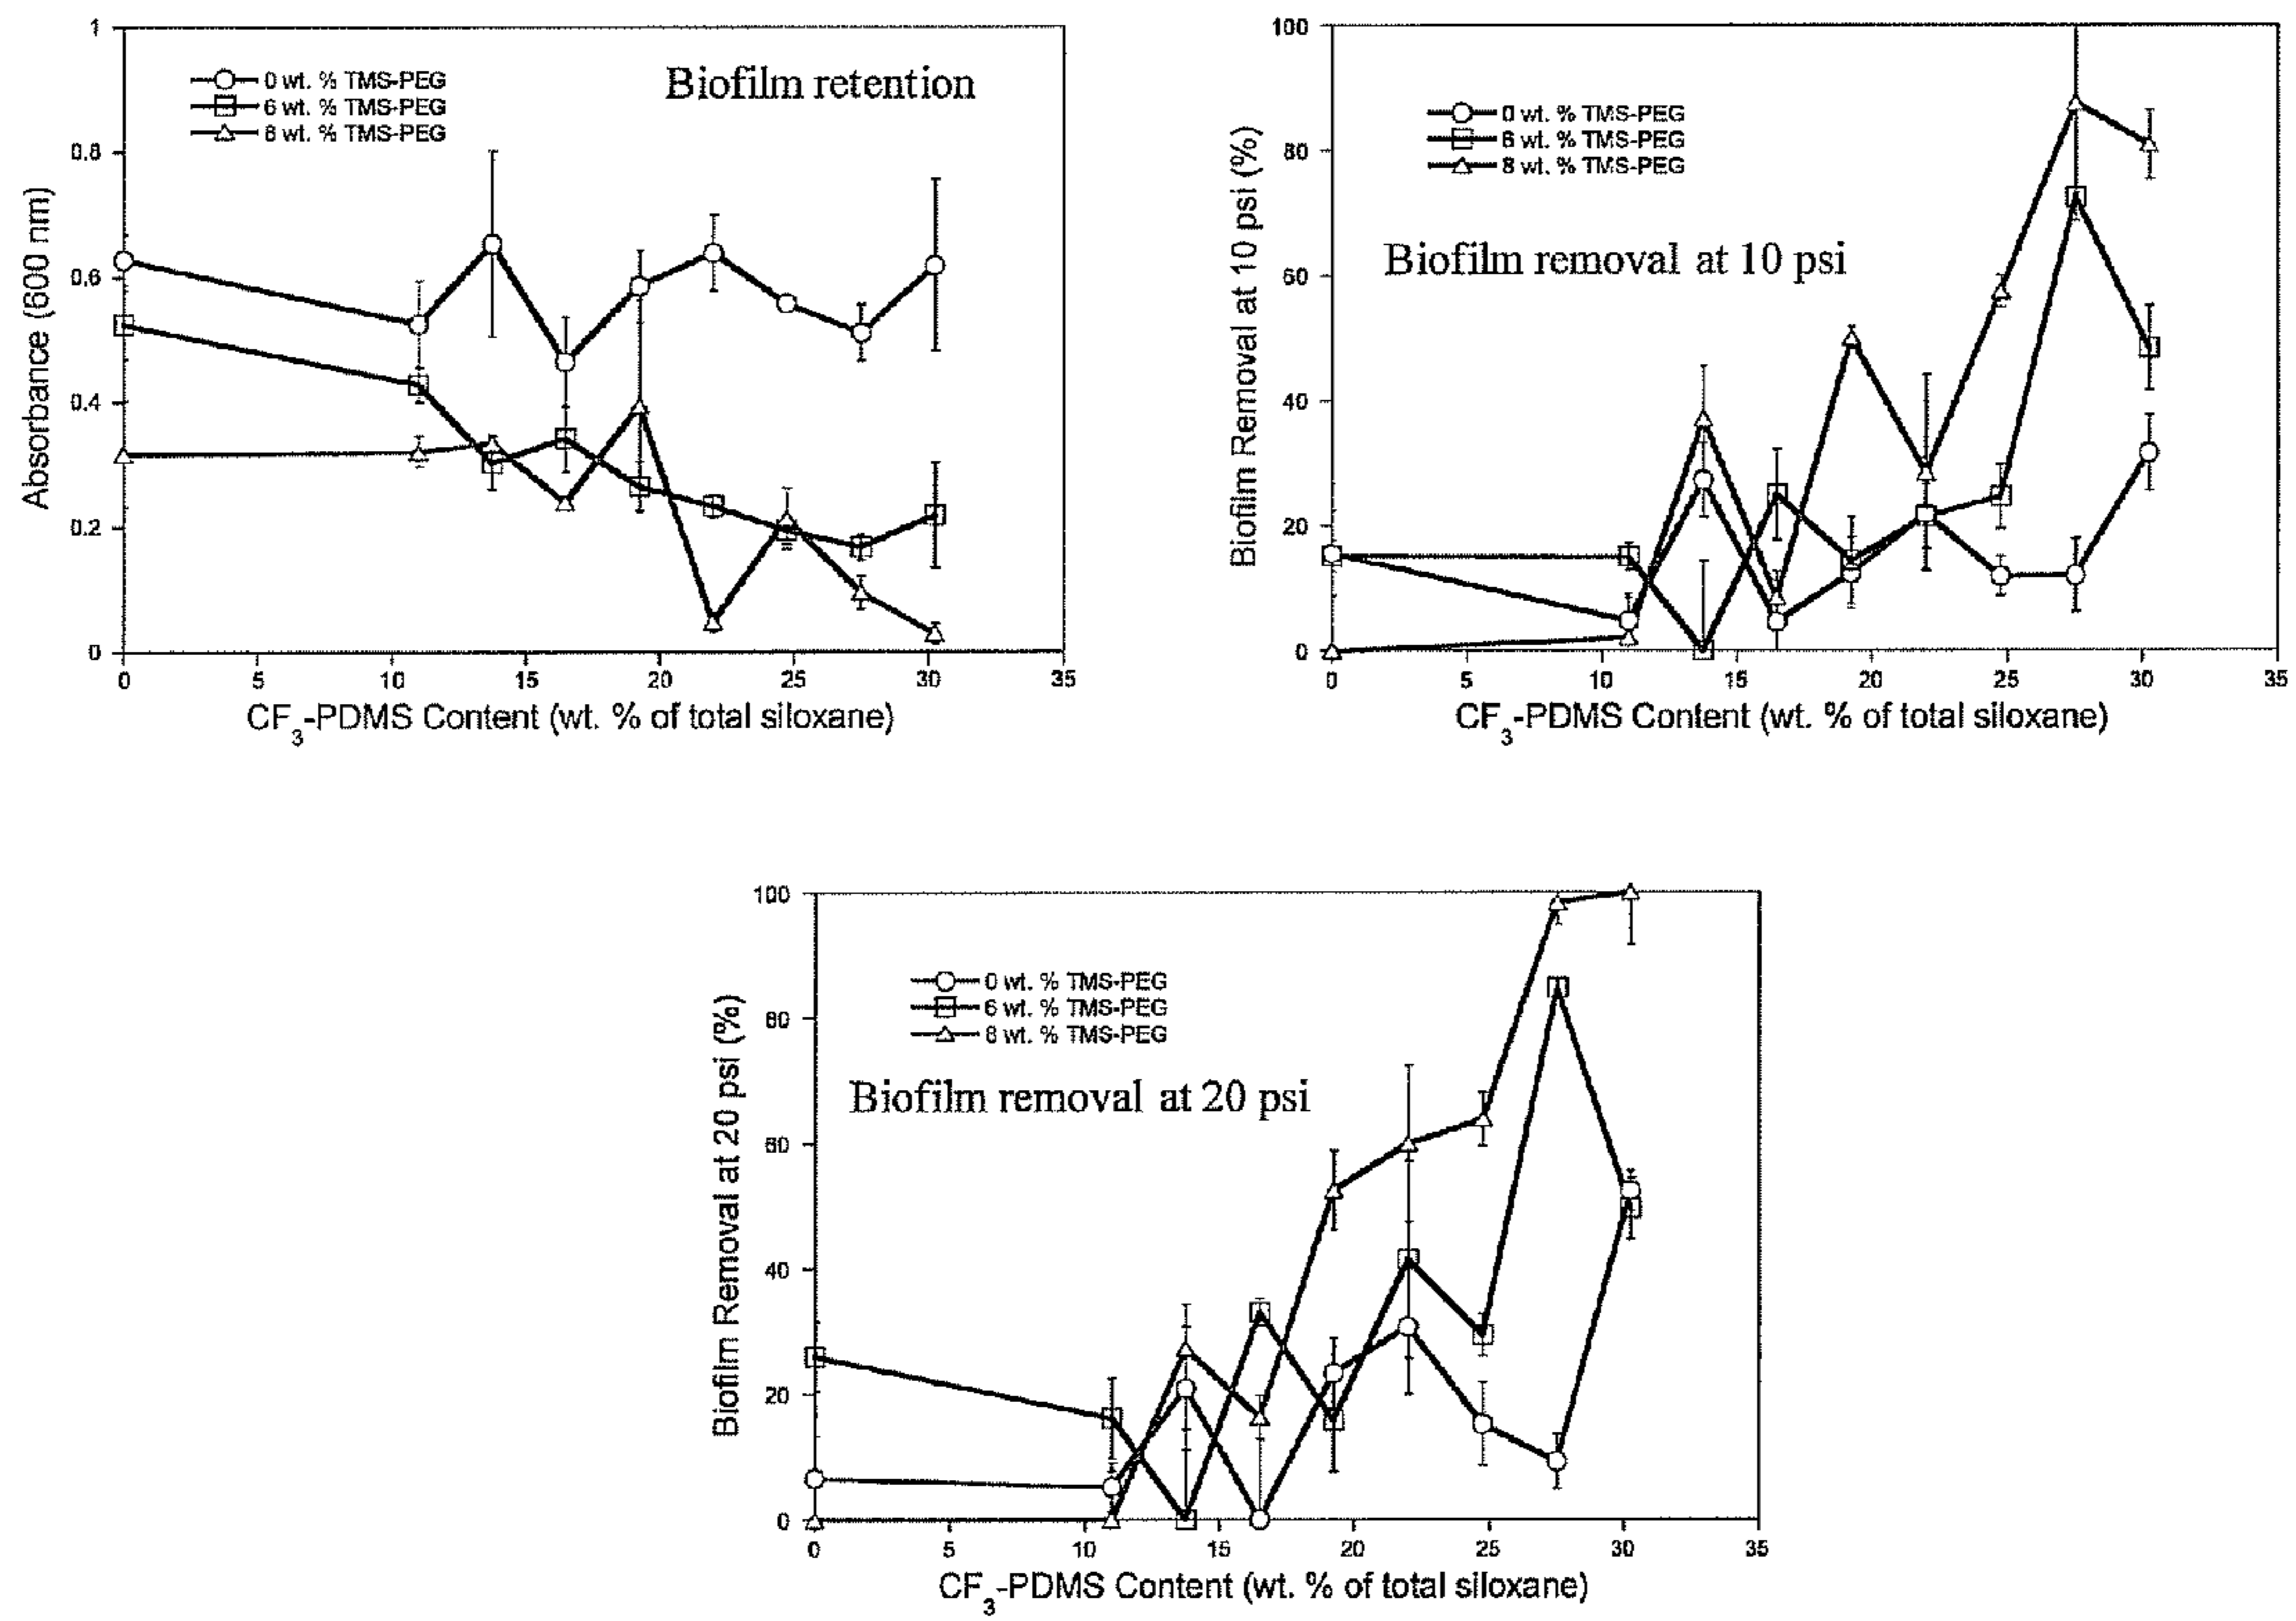 Biofilm retention
0 wt. % TMS-PEG
6 wt. % TMS-PEG
8 wt. % TMS-PEG
Absorbance (600 nm)
1
0.8
0.6
0.4
0.2
0
0 5 10 15 20 25 30 35
CF3-PDMS Content (wt. % of total siloxane)
0 wt. % TMS-PEG
6 wt. % TMS-PEG
8 wt. % TMS-PEG
Biofilm removal at 10 psi
Biofilm Removal at 10 psi (%)
100
80
60
40
20
0
0 5 10 15 20 25 30 35
CF3-PDMS Content (wt. % of total siloxane)
0 wt. % TMS-PEG
6 wt. % TMS-PEG
8 wt. % TMS-PEG
Biofilm removal at 20 psi
Biofilm Removal at 20 psi (%)
100
80
60
40
20
0
0 5 10 15 20 25 30 35
CF3-PDMS Content (wt. % of total siloxane)